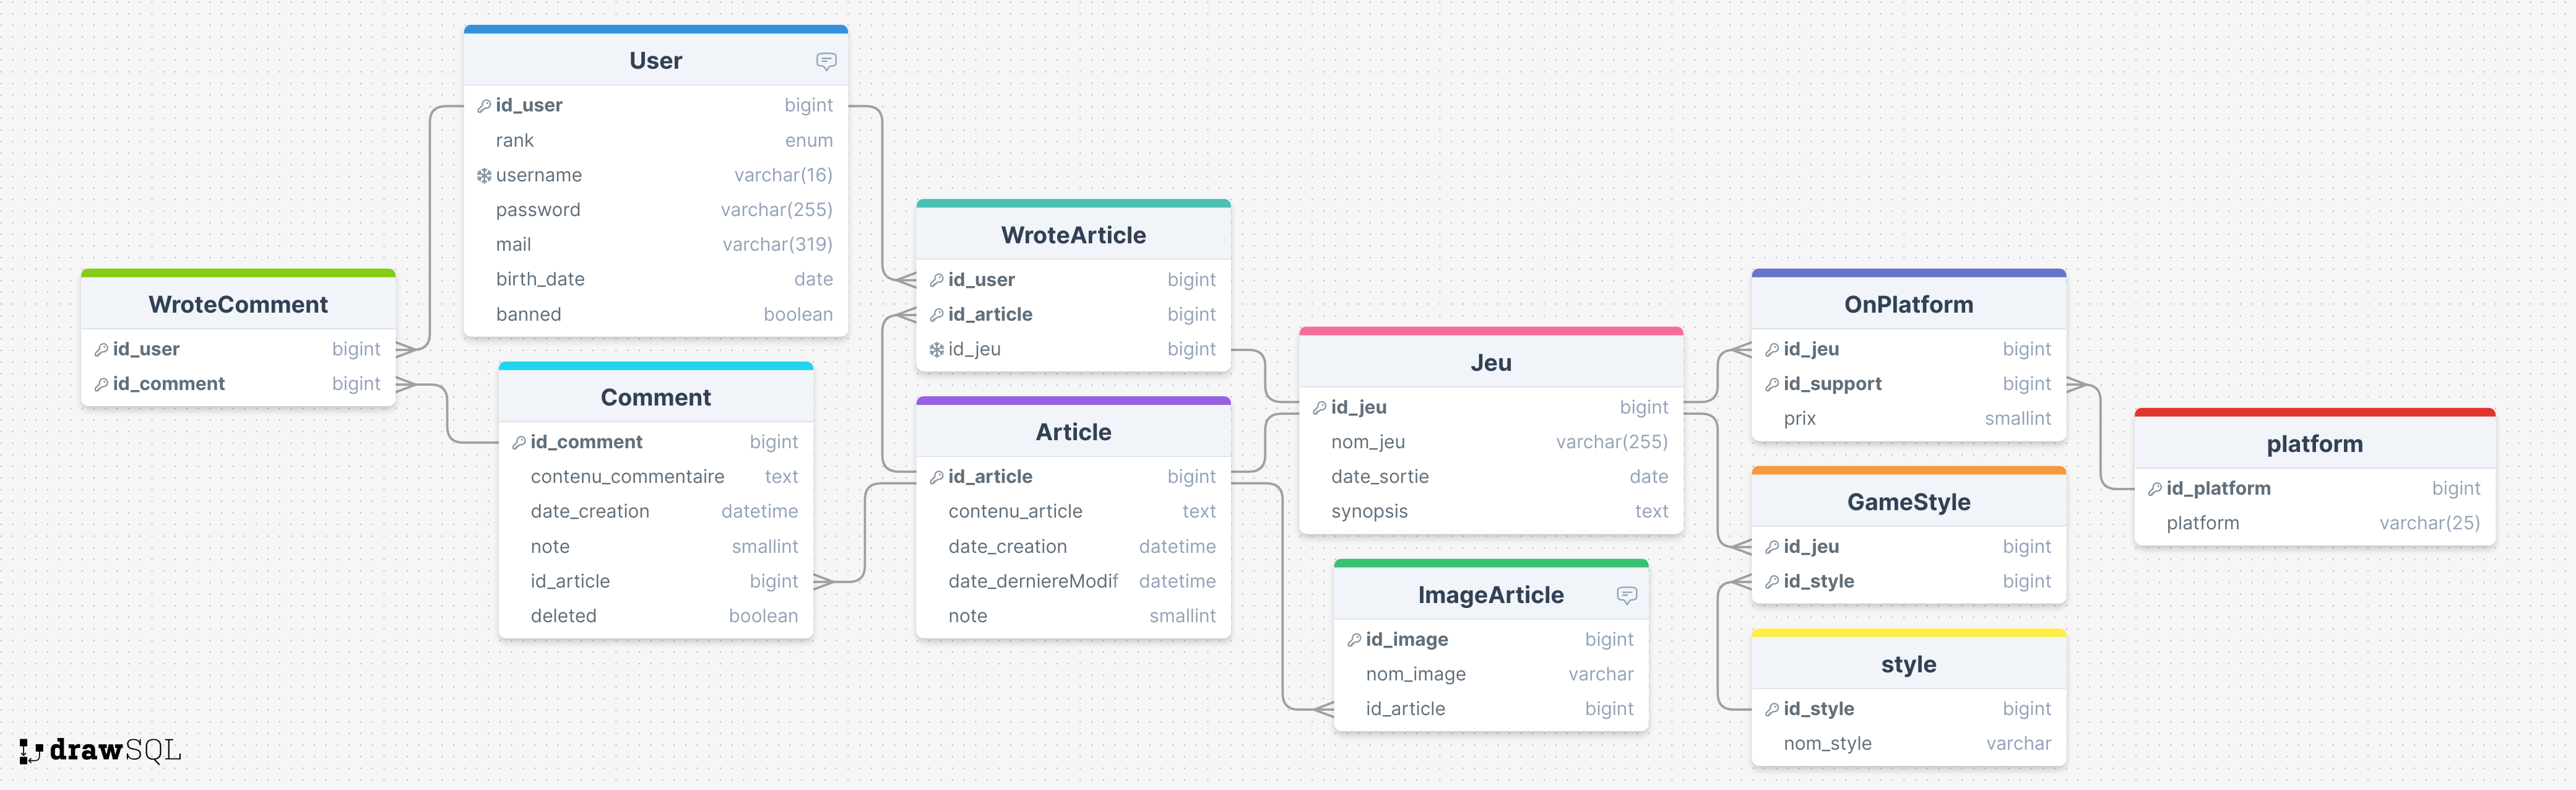 User
id_user bigint
rank enum
username varchar(16)
password varchar(255)
mail varchar(319)
birth_date date
banned boolean
WroteComment
id_user bigint
id_comment bigint
Comment
id_comment bigint
contenu_commentaire text
date_creation datetime
note smallint
id_article bigint
deleted boolean
WroteArticle
id_user bigint
id_article bigint
id_jeu bigint
Article
id_article bigint
contenu_article text
date_creation datetime
date_derniereModif datetime
note smallint
Jeu
id_jeu bigint
nom_jeu varchar(255)
date_sortie date
synopsis text
ImageArticle
id_image bigint
nom_image varchar
id_article bigint
OnPlatform
id_jeu bigint
id_support bigint
prix smallint
GameStyle
id_jeu bigint
id_style bigint
style
id_style bigint
nom_style varchar
platform
id_platform bigint
platform varchar(25)
drawSQL